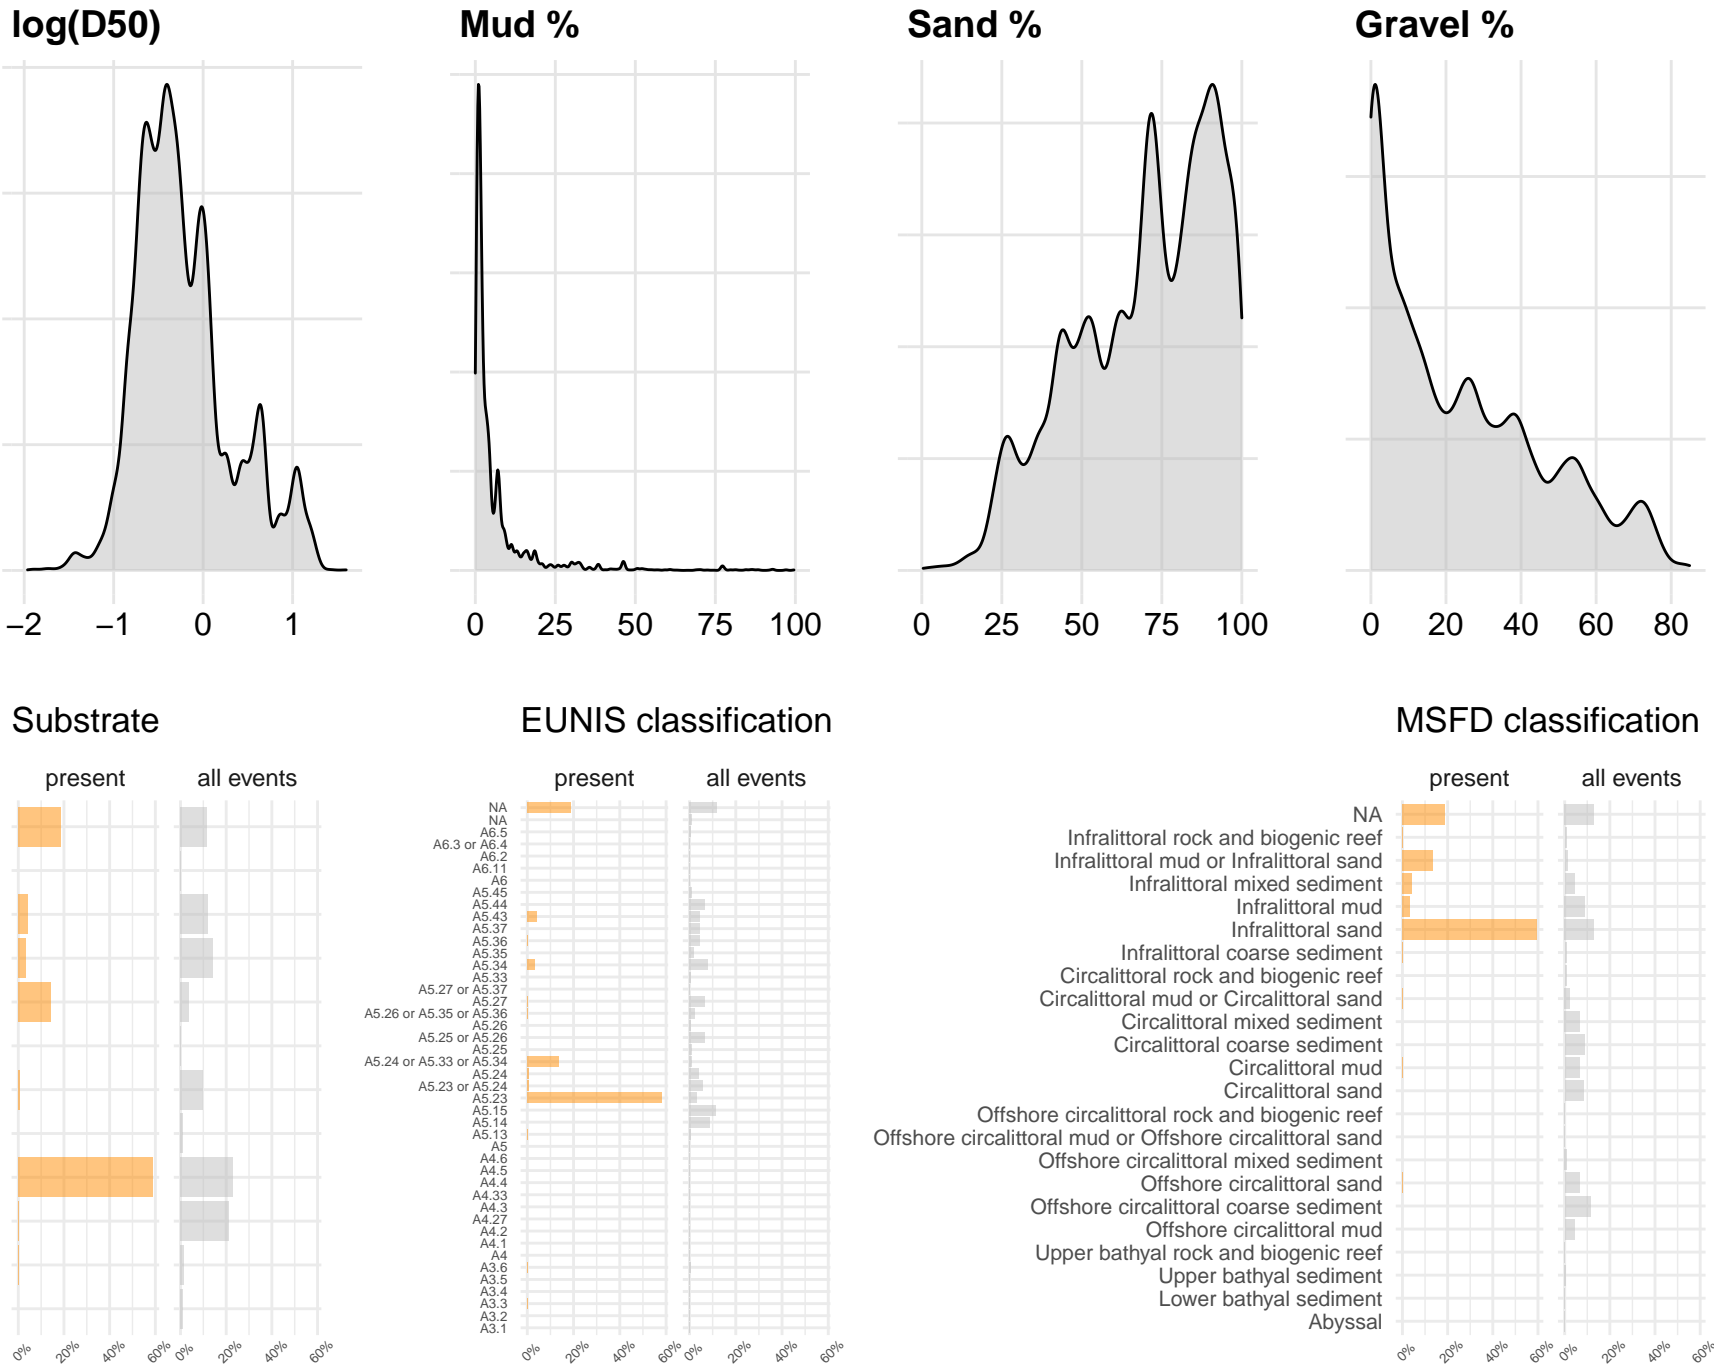 log(D50)
Mud %
Sand %
Gravel %
−2 −1 0 1
0 25 50 75 100
0 25 50 75 100
0 20 40 60 80
Substrate
present all events
0% 20% 40% 60% 0% 20% 40% 60%
EUNIS classification
present all events
NA
NA
A6.5
A6.3 or A6.4
A6.2
A6.11
A6
A5.45
A5.44
A5.43
A5.37
A5.36
A5.35
A5.34
A5.33
A5.27 or A5.37
A5.27
A5.26 or A5.35 or A5.36
A5.26
A5.25 or A5.26
A5.25
A5.24 or A5.33 or A5.34
A5.24
A5.23 or A5.24
A5.23
A5.15
A5.14
A5.13
A5
A4.6
A4.5
A4.4
A4.33
A4.3
A4.27
A4.2
A4.1
A4
A3.6
A3.5
A3.4
A3.3
A3.2
A3.1
0% 20% 40% 60% 0% 20% 40% 60%
MSFD classification
present all events
NA
Infralittoral rock and biogenic reef
Infralittoral mud or Infralittoral sand
Infralittoral mixed sediment
Infralittoral mud
Infralittoral sand
Infralittoral coarse sediment
Circalittoral rock and biogenic reef
Circalittoral mud or Circalittoral sand
Circalittoral mixed sediment
Circalittoral coarse sediment
Circalittoral mud
Circalittoral sand
Offshore circalittoral rock and biogenic reef
Offshore circalittoral mud or Offshore circalittoral sand
Offshore circalittoral mixed sediment
Offshore circalittoral sand
Offshore circalittoral coarse sediment
Offshore circalittoral mud
Upper bathyal rock and biogenic reef
Upper bathyal sediment
Lower bathyal sediment
Abyssal
0% 20% 40% 60% 0% 20% 40% 60%